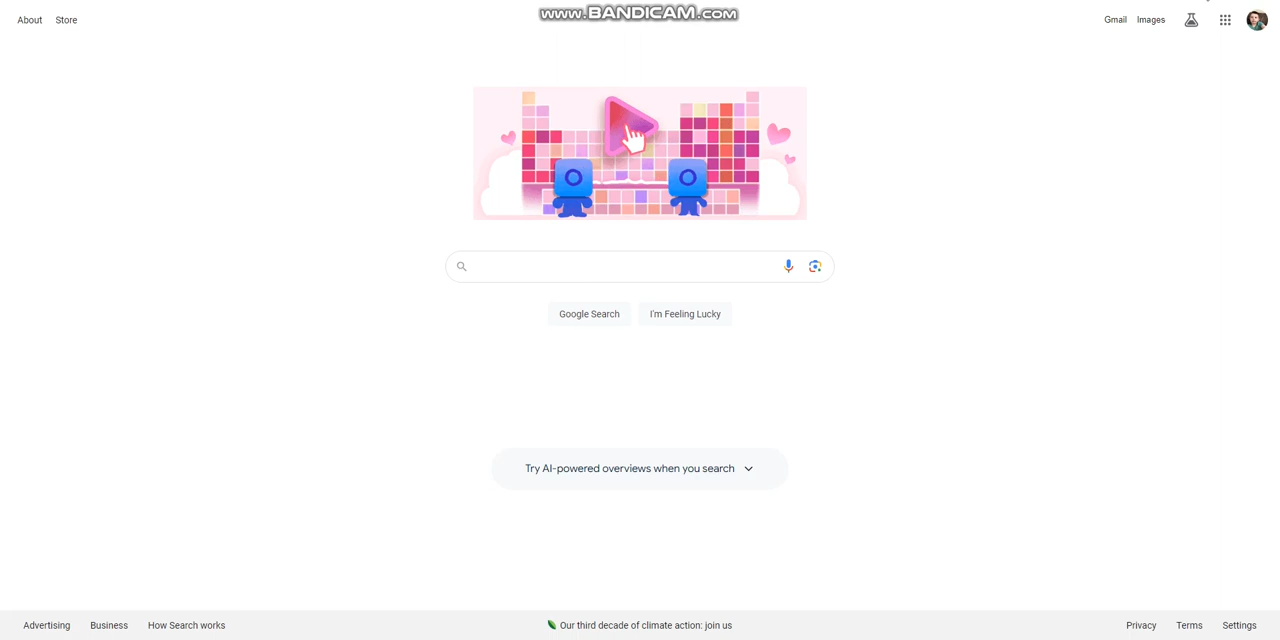 www.BANDICAM.com
About Store
Gmail Images
Google Search I'm Feeling Lucky
Try AI-powered overviews when you search
Advertising Business How Search works
Our third decade of climate action: join us
Privacy Terms Settings